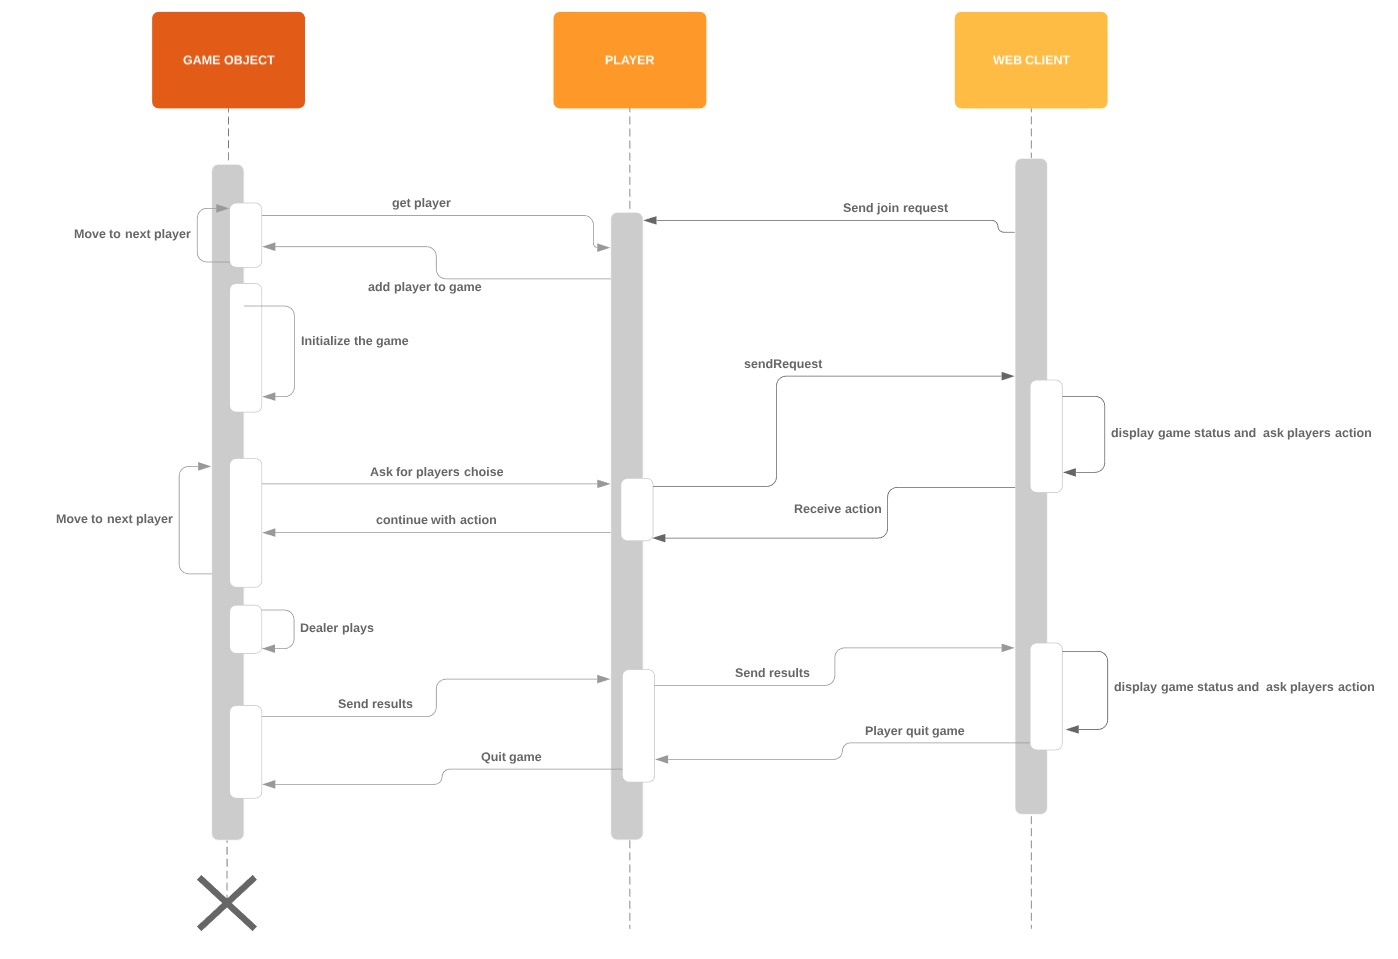 GAME OBJECT
PLAYER
WEB CLIENT
get player
Send join request
Move to next player
add player to game
Initialize the game
sendRequest
display game status and  ask players action
Ask for players choise
Receive action
Move to next player
continue with action
Dealer plays
Send results
display game status and  ask players action
Send results
Player quit game
Quit game